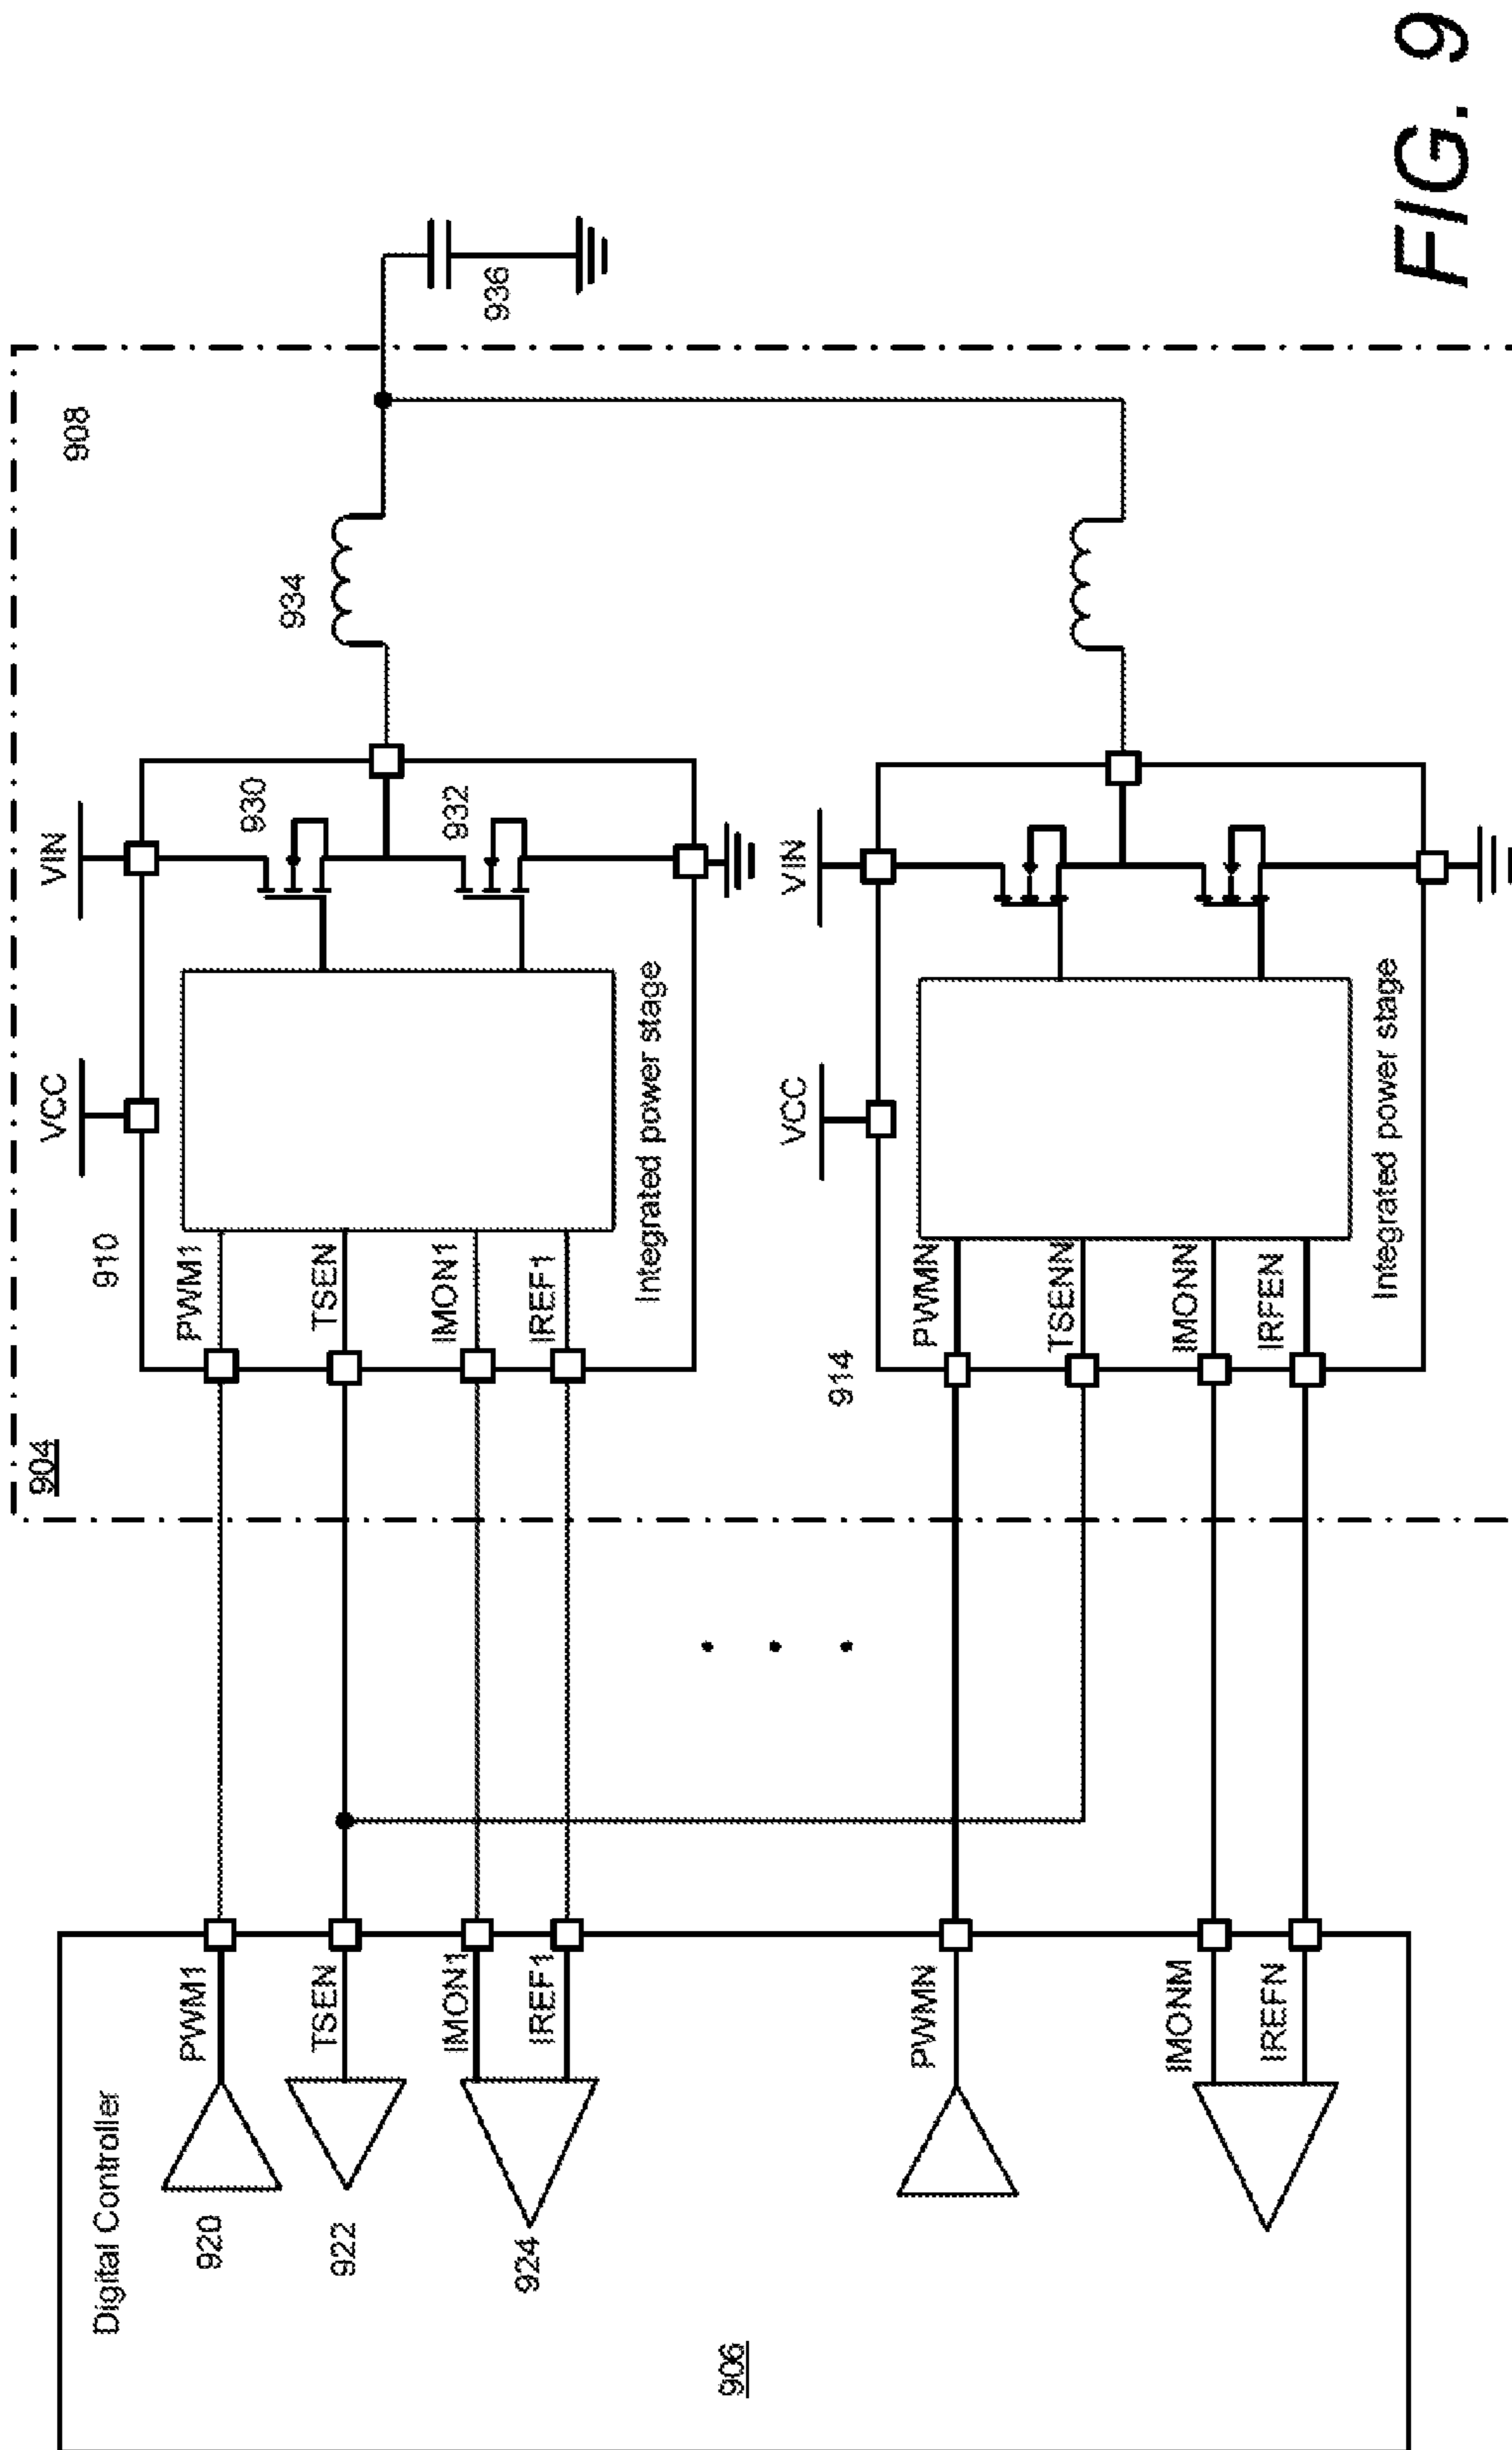 Digital Controller
906
920
922
924
PWM1
TSEN
IMON1
IREF1
PWMN
IMONM
IREFN
904
908
910
PWM1
TSEN
IMON1
IREF1
VCC
VIN
Integrated power stage
930
932
934
936
914
PWMN
TSENN
IMONN
IRFEN
VCC
VIN
Integrated power stage
FIG. 9